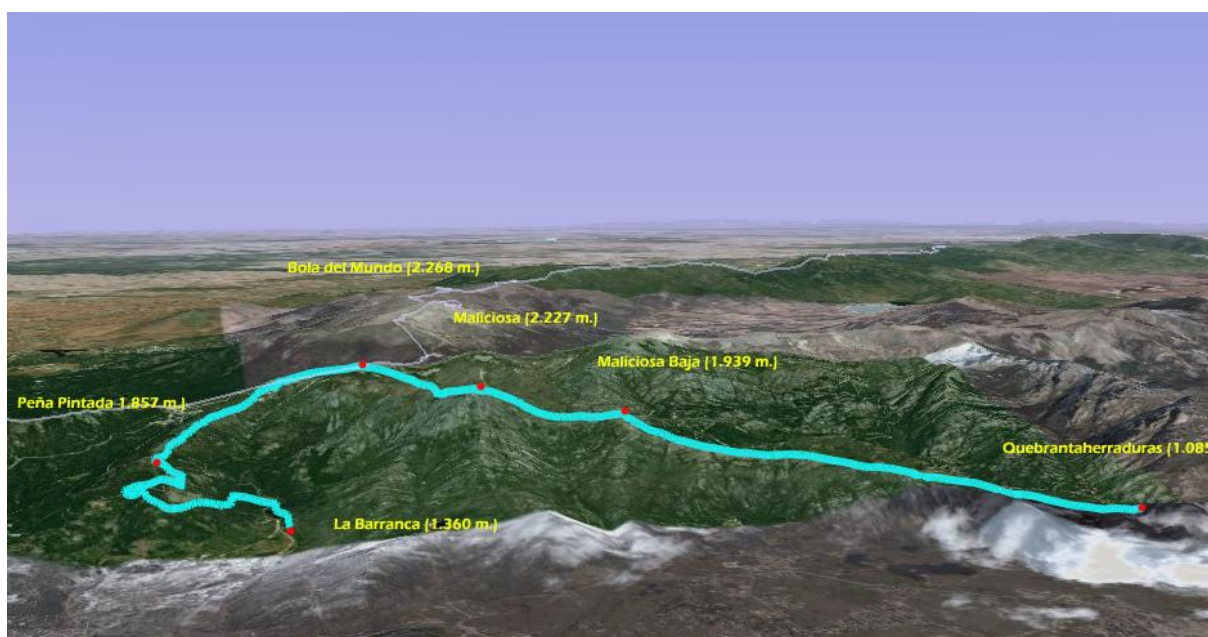 Bola del Mundo (2.268 m.)
Maliciosa (2.227 m.)
Maliciosa Baja (1.939 m.)
Peña Pintada 1.857 m.)
Quebrantaherraduras (1.085
La Barranca (1.360 m.)